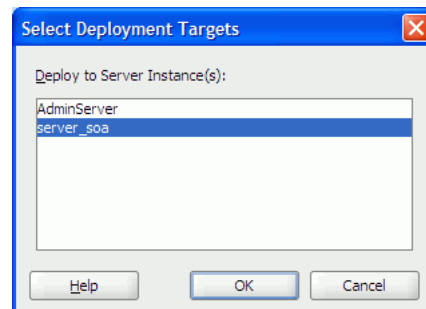 Select Deployment Targets
Deploy to Server Instance(s):
AdminServer
server_soa
Help OK Cancel